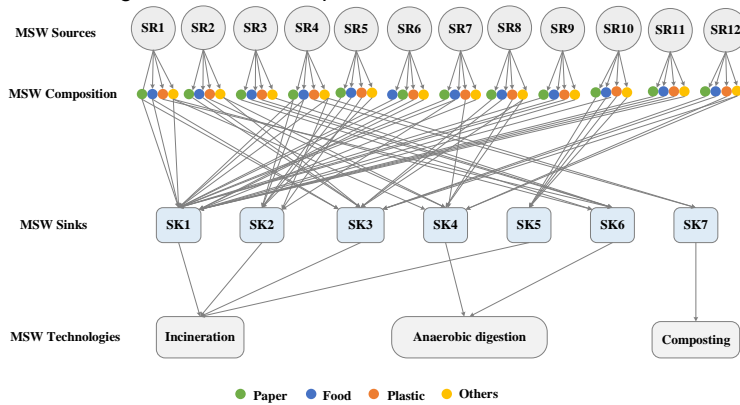 MSW Sources SR1 SR2 SR3 SR4 SR5 SR6 SR7 SR8 SR9 SR10 SR11 SR12
MSW Composition
MSW Sinks SK1 SK2 SK3 SK4 SK5 SK6 SK7
MSW Technologies Incineration Anaerobic digestion Composting
Paper Food Plastic Others